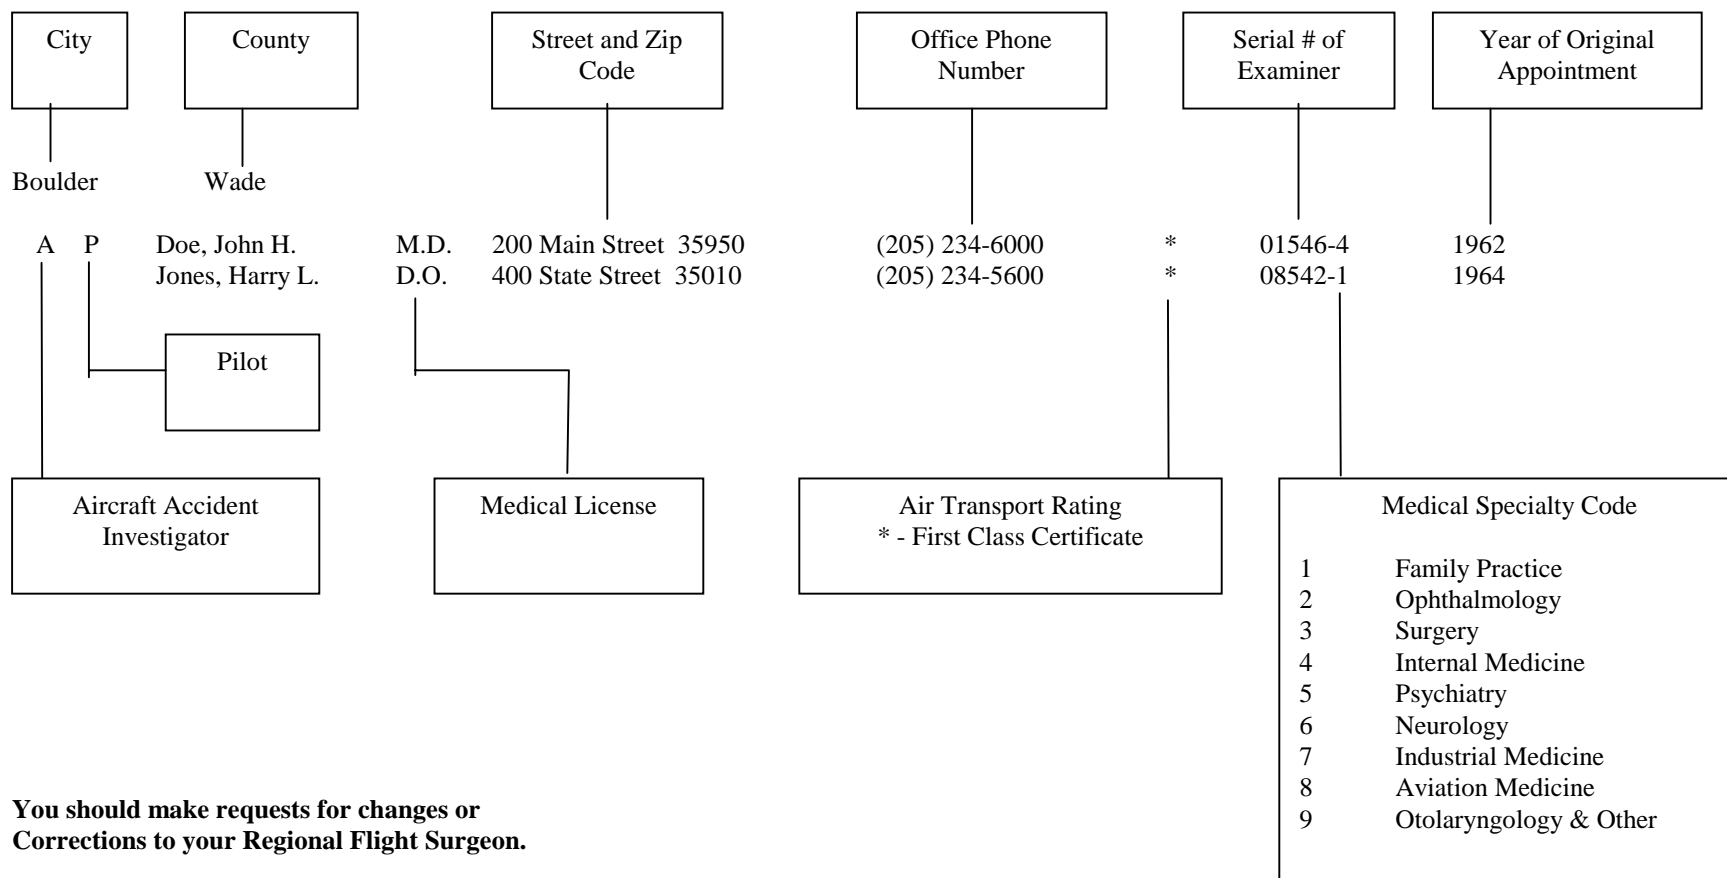 City County Street and Zip Office Phone Serial # of Year of Original
Code Number Examiner Appointment
Boulder Wade
A P Doe, John H. M.D. 200 Main Street 35950 (205) 234-6000 * 01546-4 1962
Jones, Harry L. D.O. 400 State Street 35010 (205) 234-5600 * 08542-1 1964
Pilot
Aircraft Accident
Investigator
Medical License
Air Transport Rating
* - First Class Certificate
Medical Specialty Code
1 Family Practice
2 Ophthalmology
3 Surgery
4 Internal Medicine
5 Psychiatry
6 Neurology
7 Industrial Medicine
8 Aviation Medicine
9 Otolaryngology & Other
You should make requests for changes or
Corrections to your Regional Flight Surgeon.